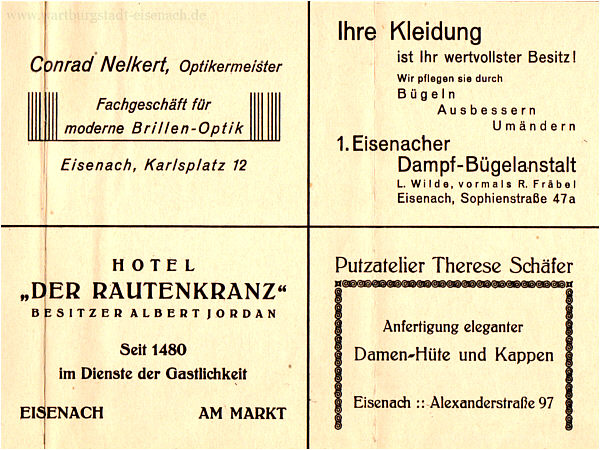 www.wartburgstadt-eisenach.de
Conrad Nelkert, Optikermeister
Fachgeschäft für
moderne Brillen-Optik
Eisenach, Karlsplatz 12
Ihre Kleidung
ist Ihr wertvollster Besitz!
Wir pflegen sie durch
Bügeln
Ausbessern
Umändern
1. Eisenacher
Dampf-Bügelanstalt
L. Wilde, vormals R. Fräbel
Eisenach, Sophienstraße 47a
HOTEL
„DER RAUTENKRANZ“
BESITZER ALBERT JORDAN
Seit 1480
im Dienste der Gastlichkeit
EISENACH AM MARKT
Putzatelier Therese Schäfer
Anfertigung eleganter
Damen-Hüte und Kappen
Eisenach :: Alexanderstraße 97